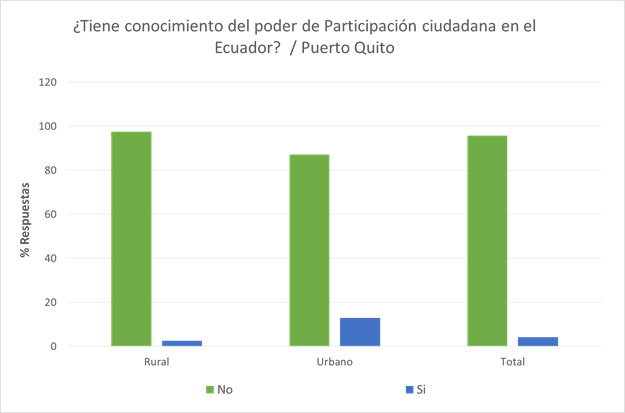 ¿Tiene conocimiento del poder de Participación ciudadana en el
Ecuador?  / Puerto Quito
120
100
80
60
40
20
0
% Respuestas
Rural
Urbano
Total
No
Si